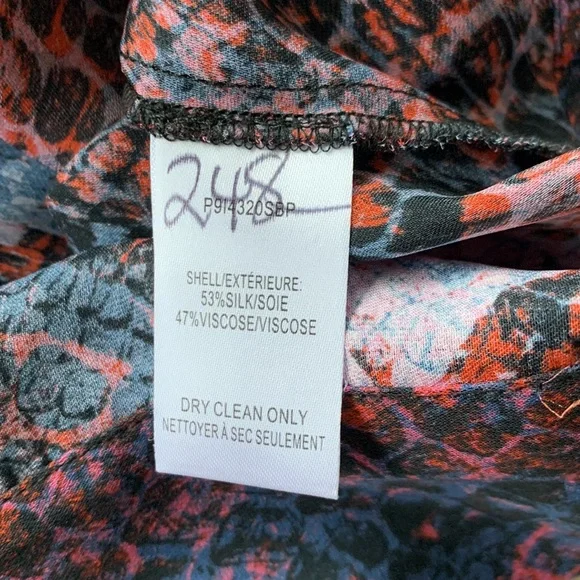 248
P9I4320SBP
SHELL/EXTÉRIEURE:
53%SILK/SOIE
47%VISCOSE/VISCOSE
DRY CLEAN ONLY
NETTOYER À SEC SEULEMENT